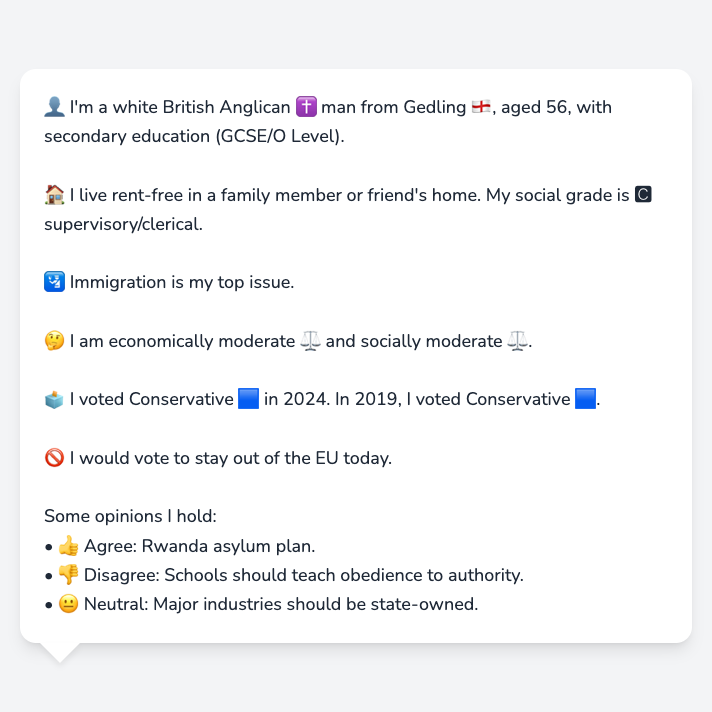 👤 I'm a white British Anglican ✝️ man from Gedling 🏴󠁧󠁢󠁥󠁮󠁧󠁿, aged 56, with
secondary education (GCSE/O Level).
🏠 I live rent-free in a family member or friend's home. My social grade is 🅲
supervisory/clerical.
🛂 Immigration is my top issue.
🤔 I am economically moderate ⚖️ and socially moderate ⚖️.
🗳️ I voted Conservative 🟦 in 2024. In 2019, I voted Conservative 🟦.
🚫 I would vote to stay out of the EU today.
Some opinions I hold:
• 👍 Agree: Rwanda asylum plan.
• 👎 Disagree: Schools should teach obedience to authority.
• 😐 Neutral: Major industries should be state-owned.